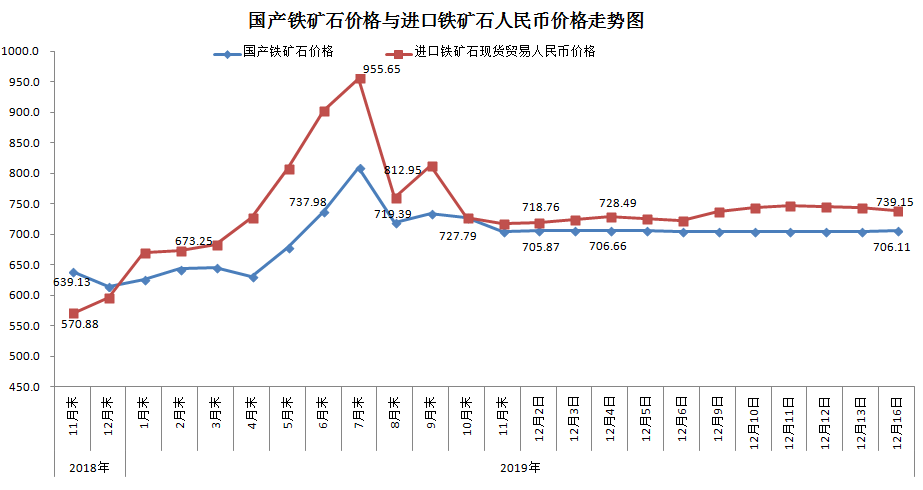 国产铁矿石价格与进口铁矿石人民币价格走势图
国产铁矿石价格 进口铁矿石现货贸易人民币价格
1000.0
950.0
900.0
850.0
800.0
750.0
700.0
650.0
600.0
550.0
500.0
450.0
639.13
570.88
673.25
737.98
955.65
812.95
719.39
727.79
718.76
705.87
728.49
706.66
739.15
706.11
11月末
12月末
1月末
2月末
3月末
4月末
5月末
6月末
7月末
8月末
9月末
10月末
11月末
12月2日
12月3日
12月4日
12月5日
12月6日
12月9日
12月10日
12月11日
12月12日
12月13日
12月16日
2018年 2019年